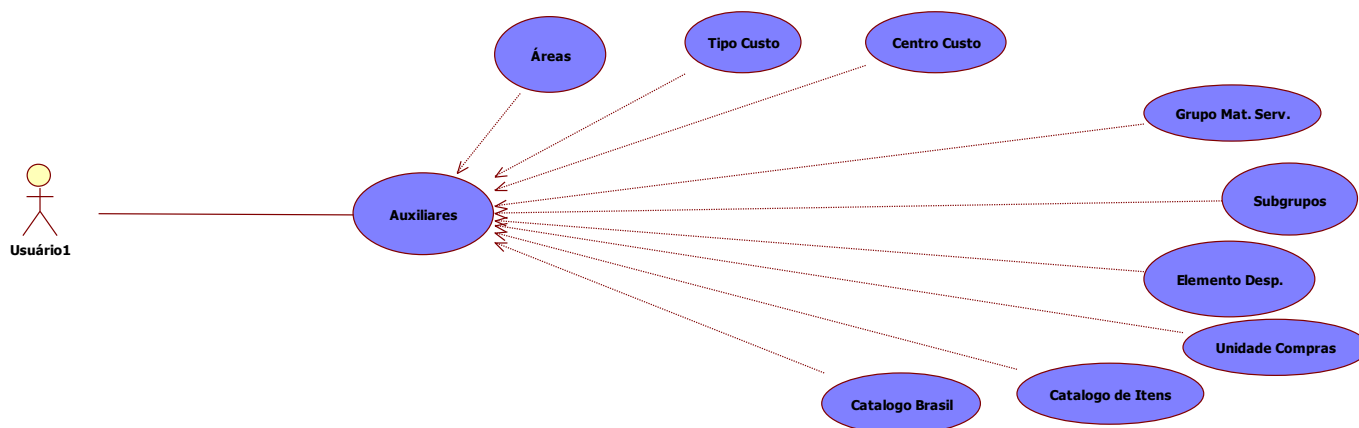 Áreas
Tipo Custo
Centro Custo
Grupo Mat. Serv.
Auxiliares
Subgrupos
Usuário1
Elemento Desp.
Unidade Compras
Catalogo de Itens
Catalogo Brasil